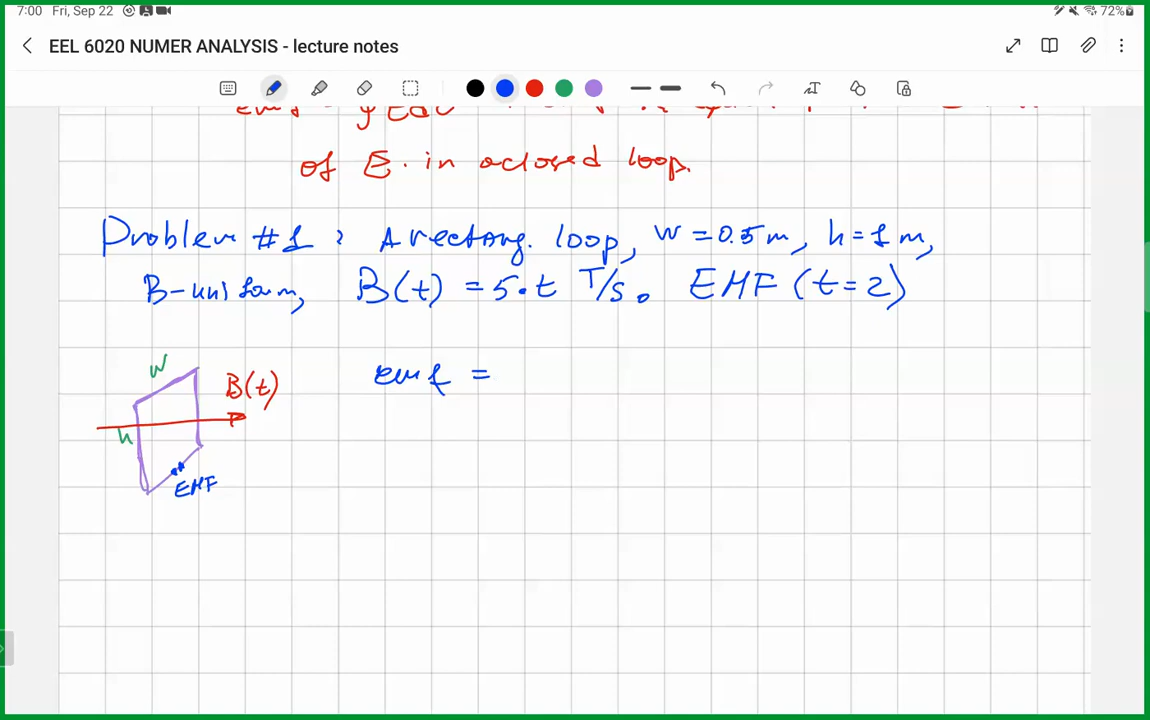 7:00 Fri, Sep 22 72%
EEL 6020 NUMER ANALYSIS - lecture notes
of E. in a closed loop.
Problem #1: A rectang. loop, W = 0.5m, h = 1 m,
B-uniform, B(t) = 5·t T/s. EMF (t=2)
W
B(t)
emf =
h
EMF